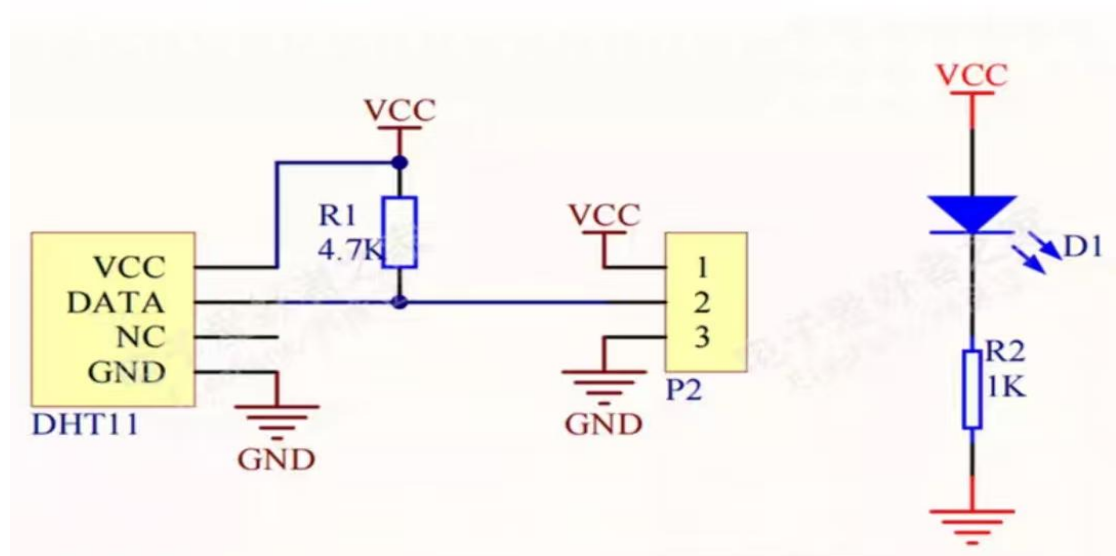 VCC
R1
4.7K
VCC
DATA
NC
GND
DHT11
GND
VCC
1
2
3
P2
GND
VCC
D1
R2
1K